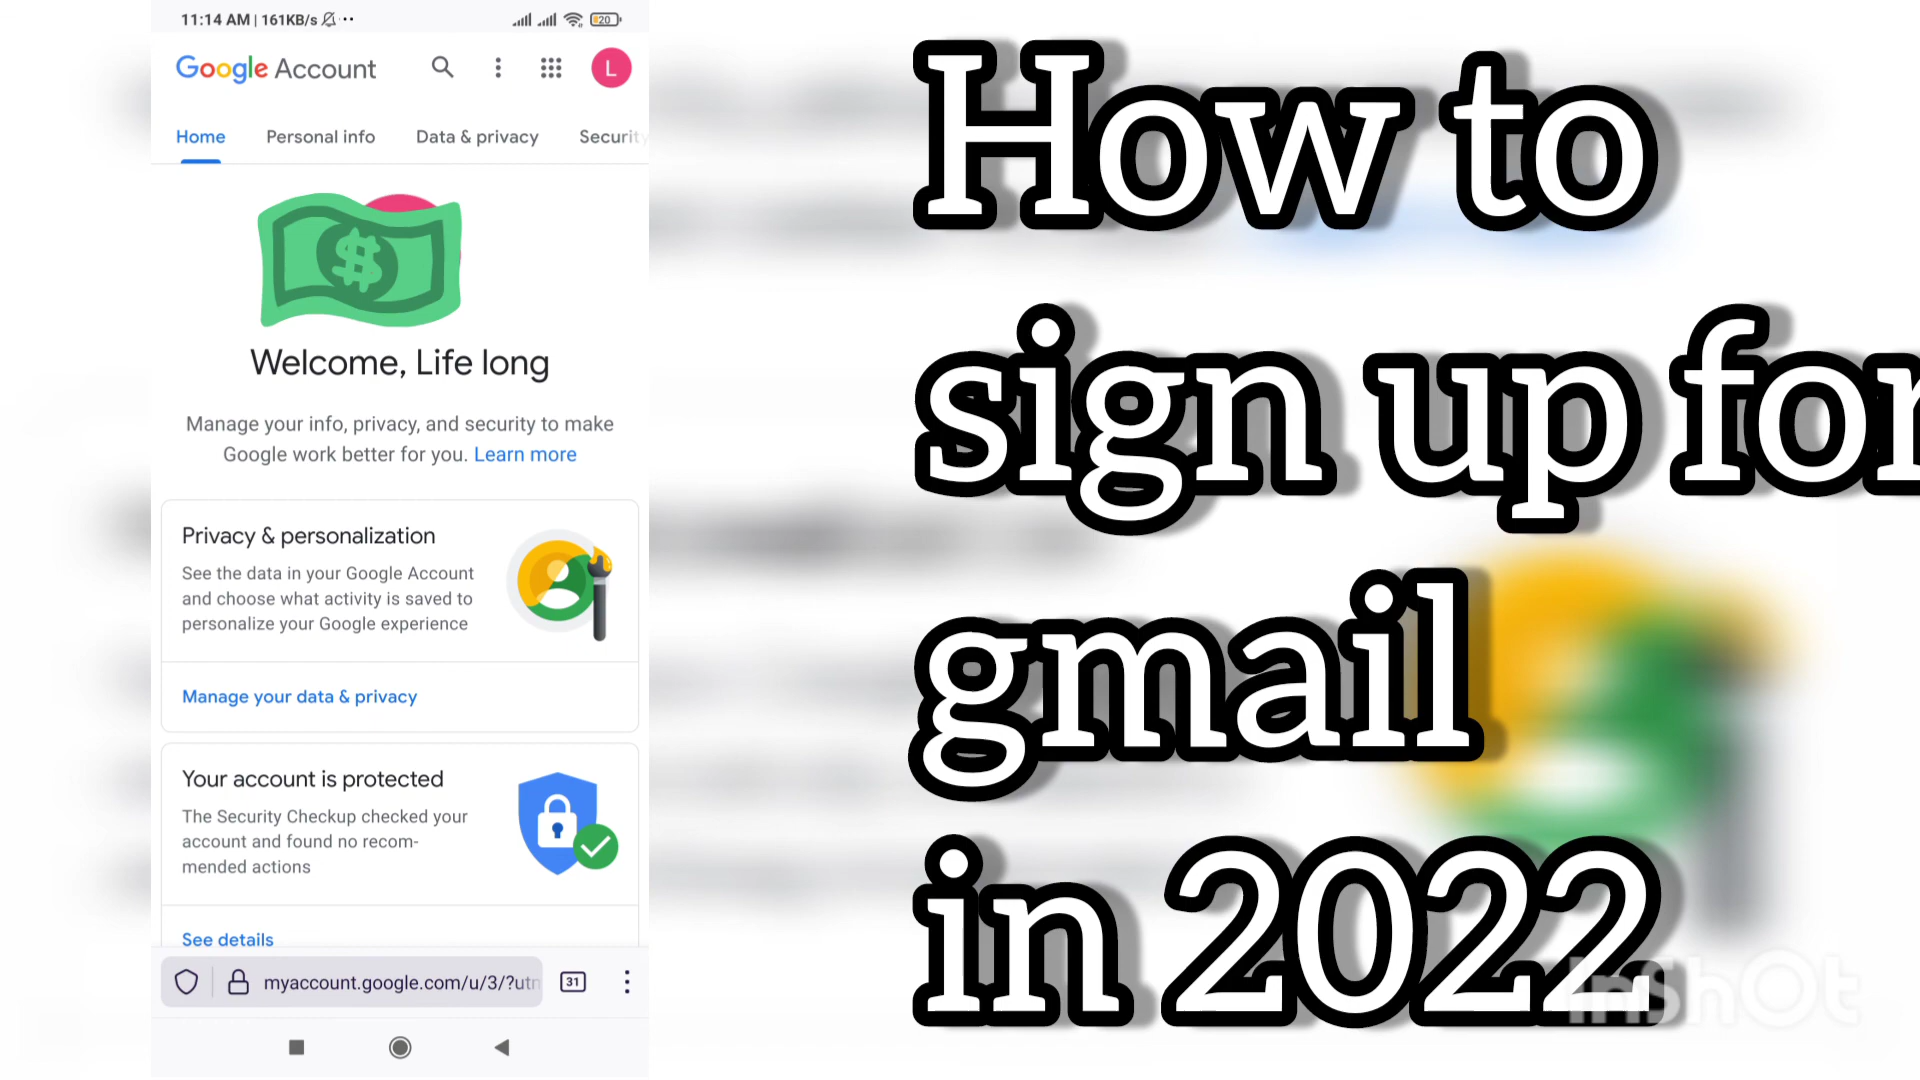 11:14 AM | 161KB/s
20
Google Account
L
Home Personal info Data & privacy Security
$
Welcome, Life long
Manage your info, privacy, and security to make
Google work better for you. Learn more
Privacy & personalization
See the data in your Google Account
and choose what activity is saved to
personalize your Google experience
Manage your data & privacy
Your account is protected
The Security Checkup checked your
account and found no recom-
mended actions
See details
myaccount.google.com/u/3/?utm
31
How to
sign up for
gmail
in 2022
InShOt